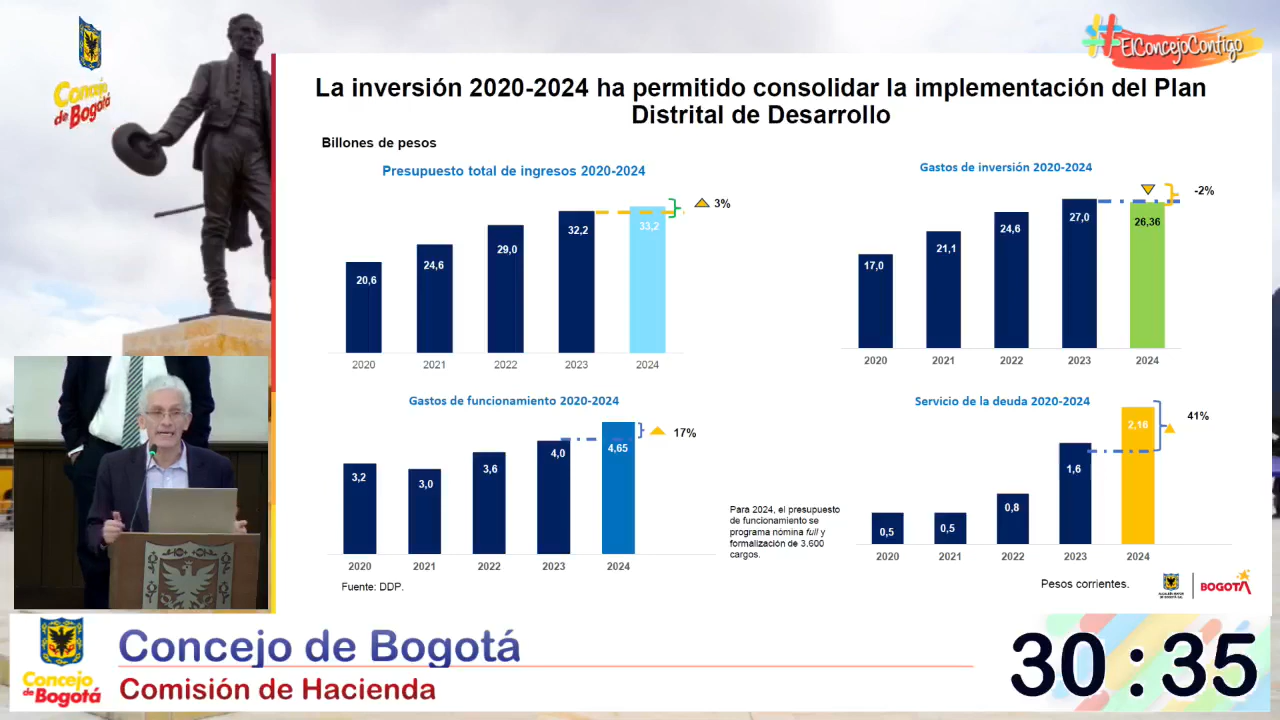 Concejo
de Bogotá
#ElConcejoContigo
La inversión 2020-2024 ha permitido consolidar la implementación del Plan
Distrital de Desarrollo
Billones de pesos
Presupuesto total de ingresos 2020-2024
3%
20,6
24,6
29,0
32,2
33,2
2020
2021
2022
2023
2024
Gastos de inversión 2020-2024
-2%
17,0
21,1
24,6
27,0
26,36
2020
2021
2022
2023
2024
Gastos de funcionamiento 2020-2024
17%
3,2
3,0
3,6
4,0
4,65
2020
2021
2022
2023
2024
Fuente: DDP.
Para 2024, el presupuesto
de funcionamiento se
programa nómina full y
formalización de 3.600
cargos.
Servicio de la deuda 2020-2024
41%
0,5
0,5
0,8
1,6
2,16
2020
2021
2022
2023
2024
Pesos corrientes.
ALCALDÍA MAYOR
DE BOGOTÁ D.C.
BOGOTÁ
Concejo
de Bogotá
Concejo de Bogotá
Comisión de Hacienda
30:35